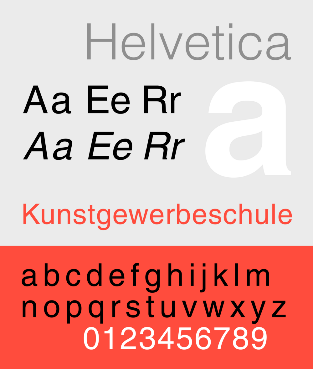 Helvetica
Aa Ee Rr
Aa Ee Rr
a
Kunstgewerbeschule
abcdefghijklm
nopqrstuvwxyz
0123456789